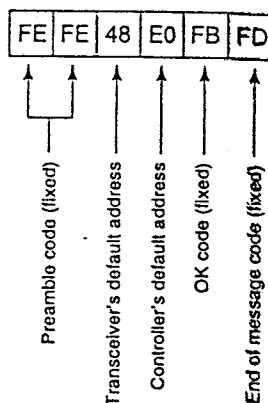 FE FE 48 E0 FB FD
Preamble code (fixed)
Transceiver's default address
Controller's default address
OK code (fixed)
End of message code (fixed)